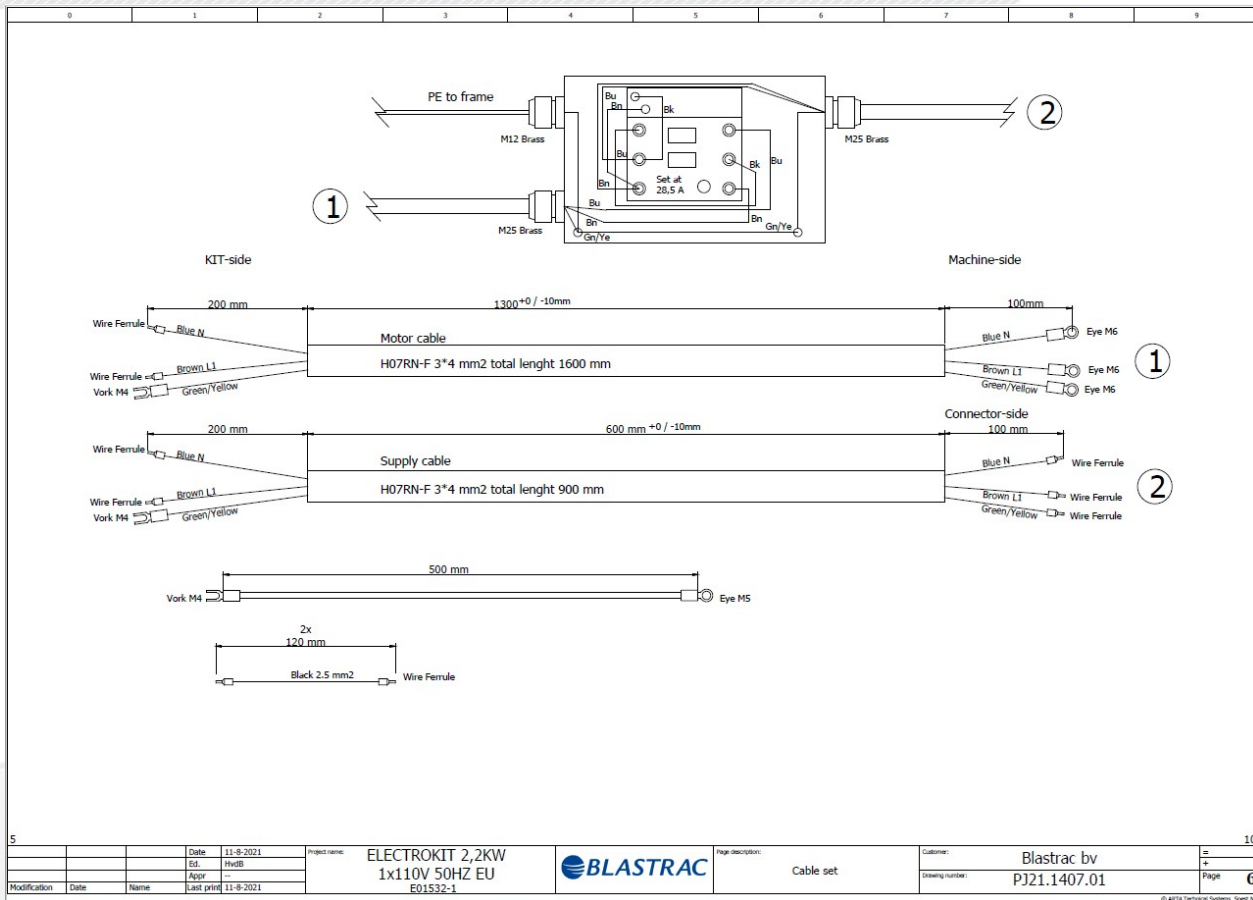 0 1 2 3 4 5 6 7 8 9
PE to frame
M12 Brass
Bu
Bn
Bk
Bu
Bn
Set at
28,5 A
Bk
Bu
Bu
Bn
Bn
Gn/Ye
Gn/Ye
M25 Brass
2
1
M25 Brass
KIT-side
Machine-side
200 mm
1300 +0 / -10mm
100mm
Wire Ferrule
Blue N
Motor cable
Blue N
Eye M6
H07RN-F 3*4 mm2 total lenght 1600 mm
Wire Ferrule
Brown L1
Brown L1
Eye M6
1
Vork M4
Green/Yellow
Green/Yellow
Eye M6
Connector-side
200 mm
600 mm +0 / -10mm
100 mm
Wire Ferrule
Blue N
Supply cable
Blue N
Wire Ferrule
H07RN-F 3*4 mm2 total lenght 900 mm
Wire Ferrule
Brown L1
Brown L1
Wire Ferrule
2
Vork M4
Green/Yellow
Green/Yellow
Wire Ferrule
500 mm
Vork M4
Eye M5
2x
120 mm
Black 2.5 mm2
Wire Ferrule
5
10
Date 11-8-2021
Ed. HvdB
Appr --
Modification Date Name Last print 11-8-2021
Project name:
ELECTROKIT 2,2KW
1x110V 50HZ EU
E01532-1
BLASTRAC
Page description:
Cable set
Customer:
Blastrac bv
Drawing number:
PJ21.1407.01
=
+
Page 6